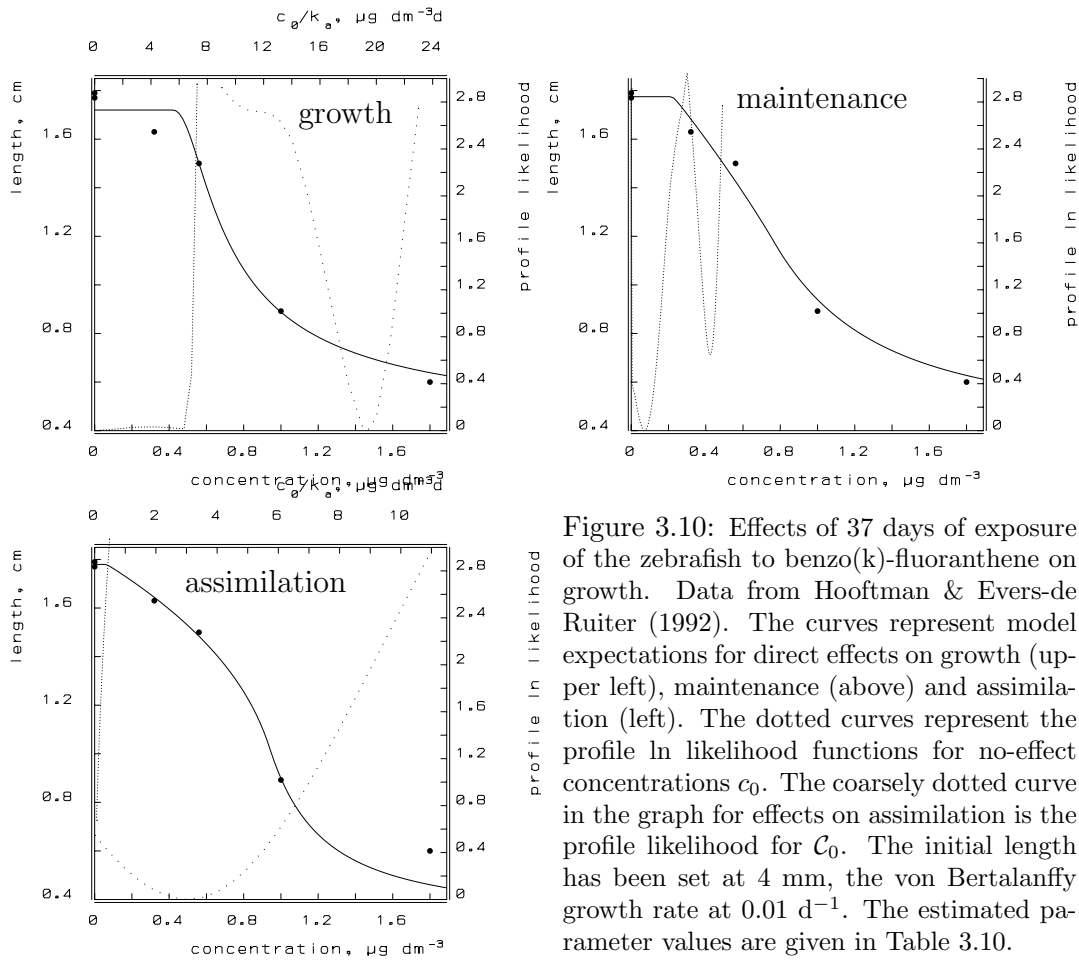 c₀/kₐ, µg dm⁻³d
0 4 8 12 16 20 24
length, cm
1.6
1.2
0.8
0.4
growth
2.8
2.4
2
1.6
1.2
0.8
0.4
0
profile ln likelihood
0 0.4 0.8 1.2 1.6
concentration, µg dm⁻³
length, cm
1.6
1.2
0.8
0.4
maintenance
2.8
2.4
2
1.6
1.2
0.8
0.4
0
profile ln likelihood
0 0.4 0.8 1.2 1.6
concentration, µg dm⁻³
c₀/kₐ, µg dm⁻³d
0 2 4 6 8 10
length, cm
1.6
1.2
0.8
0.4
assimilation
2.8
2.4
2
1.6
1.2
0.8
0.4
0
profile ln likelihood
0 0.4 0.8 1.2 1.6
concentration, µg dm⁻³
Figure 3.10: Effects of 37 days of exposure
of the zebrafish to benzo(k)-fluoranthene on
growth. Data from Hooftman & Evers-de
Ruiter (1992). The curves represent model
expectations for direct effects on growth (up-
per left), maintenance (above) and assimila-
tion (left). The dotted curves represent the
profile ln likelihood functions for no-effect
concentrations c₀. The coarsely dotted curve
in the graph for effects on assimilation is the
profile likelihood for 𝒞₀. The initial length
has been set at 4 mm, the von Bertalanffy
growth rate at 0.01 d⁻¹. The estimated pa-
rameter values are given in Table 3.10.